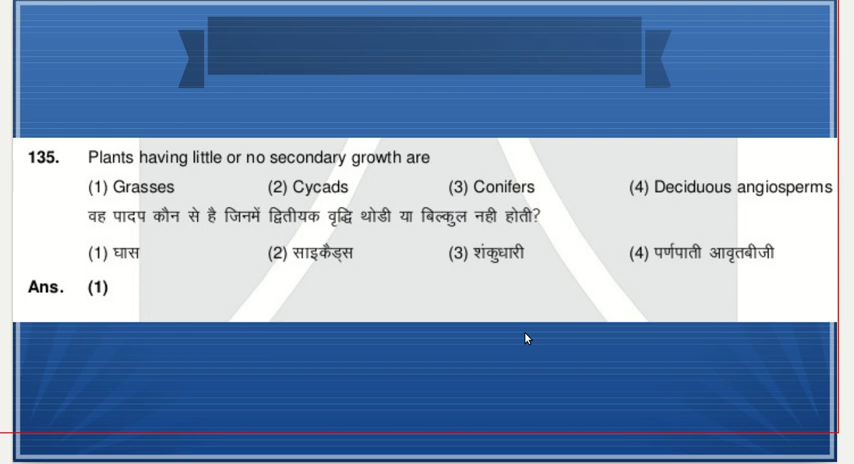 135. Plants having little or no secondary growth are
(1) Grasses (2) Cycads (3) Conifers (4) Deciduous angiosperms
वह पादप कौन से है जिनमें द्वितीयक वृद्धि थोडी या बिल्कुल नही होती?
(1) घास (2) साइकैड्स (3) शंकुधारी (4) पर्णपाती आवृतबीजी
Ans. (1)